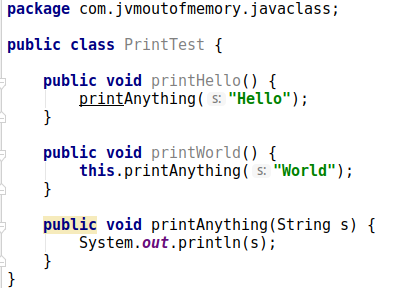 package com.jvmoutofmemory.javaclass;
public class PrintTest {
public void printHello() {
printAnything( s: "Hello");
}
public void printWorld() {
this.printAnything( s: "World");
}
public void printAnything(String s) {
System.out.println(s);
}
}